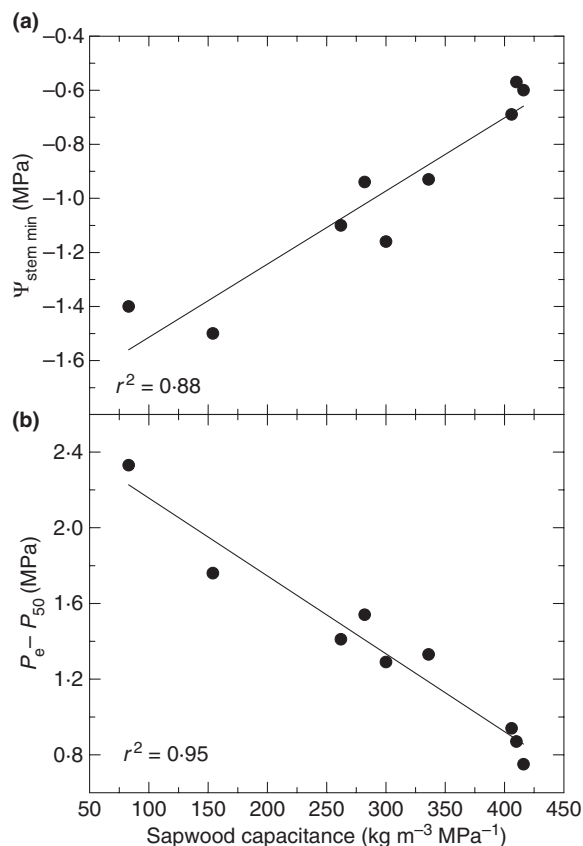 (a)
−0·4
−0·6
−0·8
−1·0
−1·2
−1·4
−1·6
Ψstem min (MPa)
r² = 0·88
(b)
2·4
2·0
1·6
1·2
0·8
Pe – P50 (MPa)
r² = 0·95
50 100 150 200 250 300 350 400 450
Sapwood capacitance (kg m⁻³ MPa⁻¹)